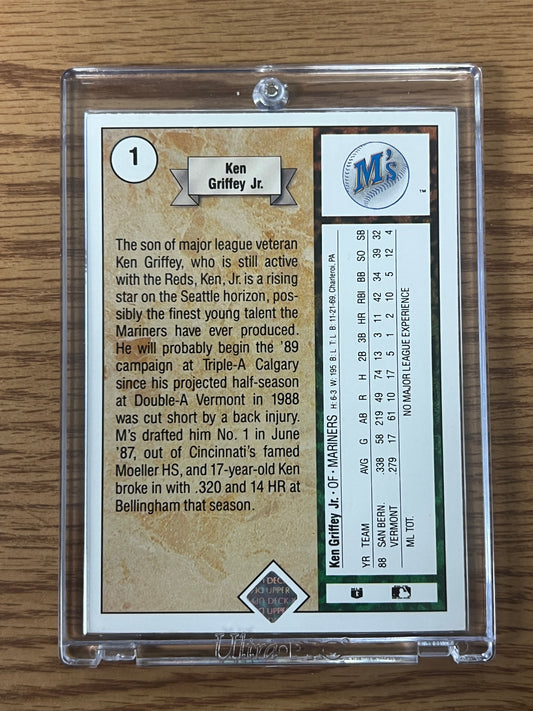 1
Ken
Griffey Jr.
The son of major league veteran
Ken Griffey, who is still active
with the Reds, Ken, Jr. is a rising
star on the Seattle horizon, pos-
sibly the finest young talent the
Mariners have ever produced.
He will probably begin the '89
campaign at Triple-A Calgary
since his projected half-season
at Double-A Vermont in 1988
was cut short by a back injury.
M's drafted him No. 1 in June
'87, out of Cincinnati's famed
Moeller HS, and 17-year-old Ken
broke in with .320 and 14 HR at
Bellingham that season.
M's
TM
Ken Griffey Jr. • OF • MARINERS H: 6-3 W: 195 B: L T: L B: 11-21-69, Charleroi, PA
YR TEAM AVG G AB R H 2B 3B HR RBI BB SO SB
88 SAN BERN. .338 58 219 49 74 13 3 11 42 34 39 32
VERMONT .279 17 61 10 17 5 1 2 10 5 12 4
ML TOT. NO MAJOR LEAGUE EXPERIENCE
DECK
UPPER
DECK
UPPER
Ultra PRO